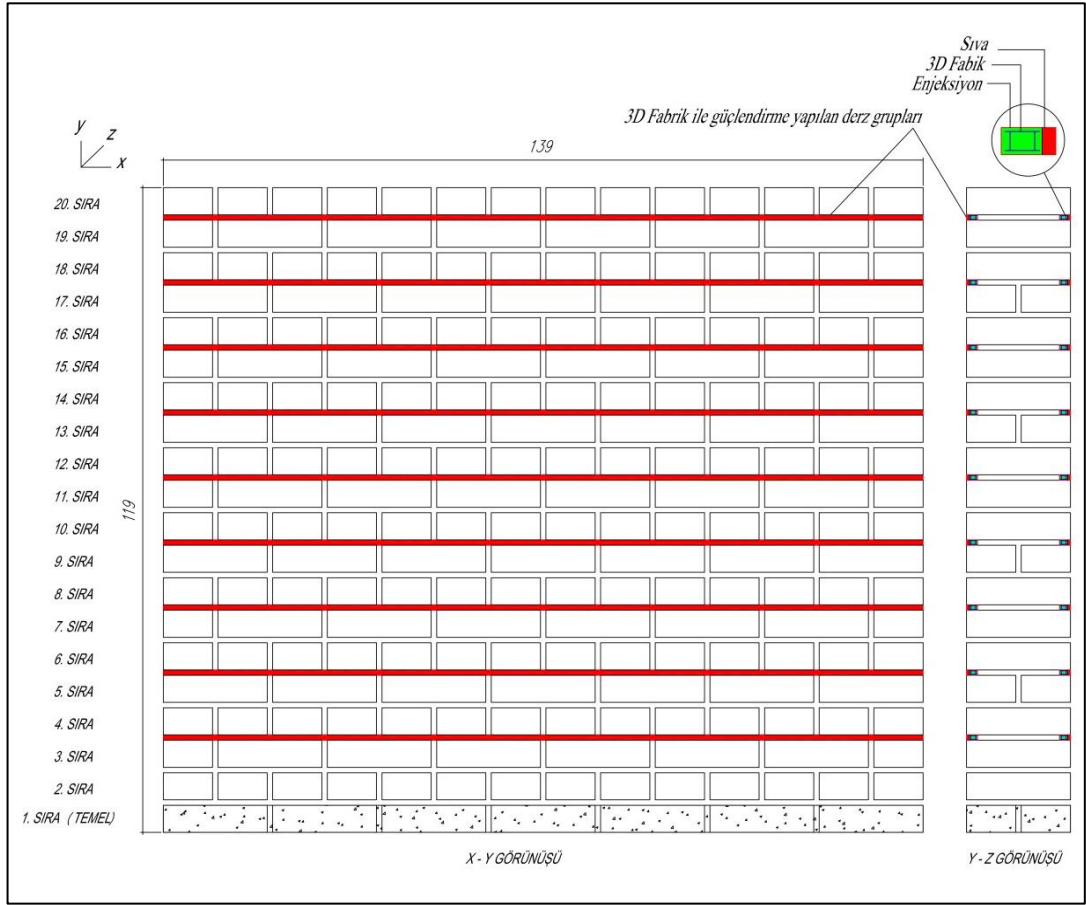 Sıva
3D Fabik
Enjeksiyon
3D Fabrik ile güçlendirme yapılan derz grupları
y
z
x
139
119
20. SIRA
19. SIRA
18. SIRA
17. SIRA
16. SIRA
15. SIRA
14. SIRA
13. SIRA
12. SIRA
11. SIRA
10. SIRA
9. SIRA
8. SIRA
7. SIRA
6. SIRA
5. SIRA
4. SIRA
3. SIRA
2. SIRA
1. SIRA ( TEMEL)
X - Y GÖRÜNÜŞÜ
Y - Z GÖRÜNÜŞÜ